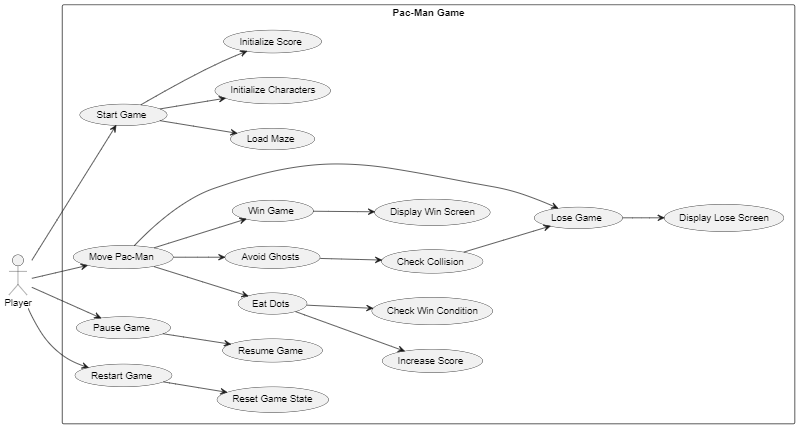 Pac-Man Game
Initialize Score
Initialize Characters
Start Game
Load Maze
Win Game
Display Win Screen
Lose Game
Display Lose Screen
Move Pac-Man
Avoid Ghosts
Check Collision
Player
Eat Dots
Check Win Condition
Pause Game
Resume Game
Increase Score
Restart Game
Reset Game State